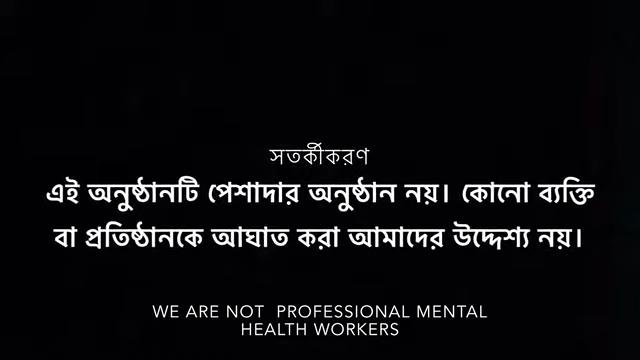 সতর্কীকরণ
এই অনুষ্ঠানটি পেশাদার অনুষ্ঠান নয়। কোনো ব্যক্তি
বা প্রতিষ্ঠানকে আঘাত করা আমাদের উদ্দেশ্য নয়।
WE ARE NOT PROFESSIONAL MENTAL
HEALTH WORKERS